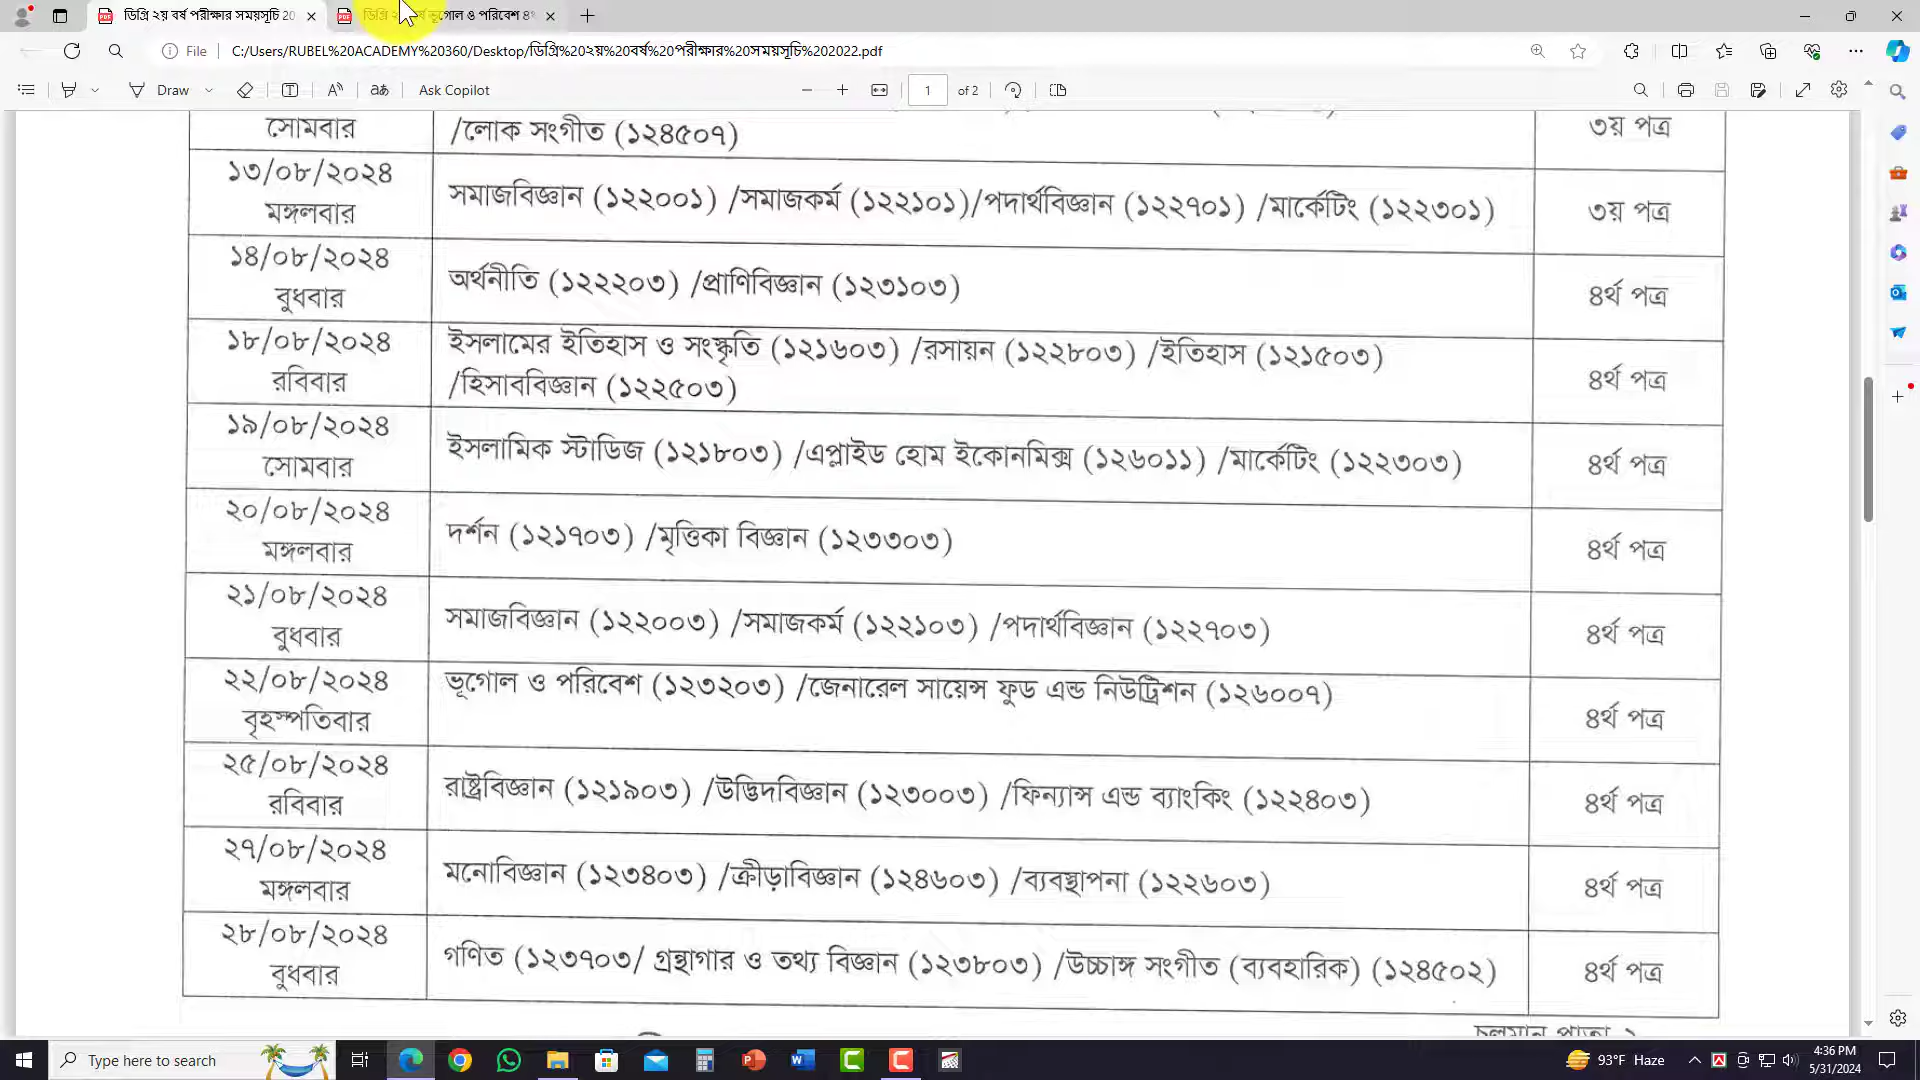 ডিগ্রি ২য় বর্ষ পরীক্ষার সময়সূচি 20
File
C:/Users/RUBEL%20ACADEMY%20360/Desktop/ডিগ্রি%20২য়%20বর্ষ%20পরীক্ষার%20সময়সূচি%202022.pdf
Draw
Ask Copilot
1 of 2
সোমবার
/লোক সংগীত (১২৪৫০৭)
৩য় পত্র
১৩/০৮/২০২৪
মঙ্গলবার
সমাজবিজ্ঞান (১২২০০১) /সমাজকর্ম (১২২১০১)/পদার্থবিজ্ঞান (১২২৭০১) /মার্কেটিং (১২২৩০১)
৩য় পত্র
১৪/০৮/২০২৪
বুধবার
অর্থনীতি (১২২২০৩) /প্রাণিবিজ্ঞান (১২৩১০৩)
৪র্থ পত্র
১৮/০৮/২০২৪
রবিবার
ইসলামের ইতিহাস ও সংস্কৃতি (১২১৬০৩) /রসায়ন (১২২৮০৩) /ইতিহাস (১২১৫০৩)
/হিসাববিজ্ঞান (১২২৫০৩)
৪র্থ পত্র
১৯/০৮/২০২৪
সোমবার
ইসলামিক স্টাডিজ (১২১৮০৩) /এপ্লাইড হোম ইকোনমিক্স (১২৬০১১) /মার্কেটিং (১২২৩০৩)
৪র্থ পত্র
২০/০৮/২০২৪
মঙ্গলবার
দর্শন (১২১৭০৩) /মৃত্তিকা বিজ্ঞান (১২৩৩০৩)
৪র্থ পত্র
২১/০৮/২০২৪
বুধবার
সমাজবিজ্ঞান (১২২০০৩) /সমাজকর্ম (১২২১০৩) /পদার্থবিজ্ঞান (১২২৭০৩)
৪র্থ পত্র
২২/০৮/২০২৪
বৃহস্পতিবার
ভূগোল ও পরিবেশ (১২৩২০৩) /জেনারেল সায়েন্স ফুড এন্ড নিউট্রিশন (১২৬০০৭)
৪র্থ পত্র
২৫/০৮/২০২৪
রবিবার
রাষ্ট্রবিজ্ঞান (১২১৯০৩) /উদ্ভিদবিজ্ঞান (১২৩০০৩) /ফিন্যান্স এন্ড ব্যাংকিং (১২২৪০৩)
৪র্থ পত্র
২৭/০৮/২০২৪
মঙ্গলবার
মনোবিজ্ঞান (১২৩৪০৩) /ক্রীড়াবিজ্ঞান (১২৪৬০৩) /ব্যবস্থাপনা (১২২৬০৩)
৪র্থ পত্র
২৮/০৮/২০২৪
বুধবার
গণিত (১২৩৭০৩/ গ্রন্থাগার ও তথ্য বিজ্ঞান (১২৩৮০৩) /উচ্চাঙ্গ সংগীত (ব্যবহারিক) (১২৪৫০২)
৪র্থ পত্র
Type here to search
93°F Haze
4:36 PM
5/31/2024